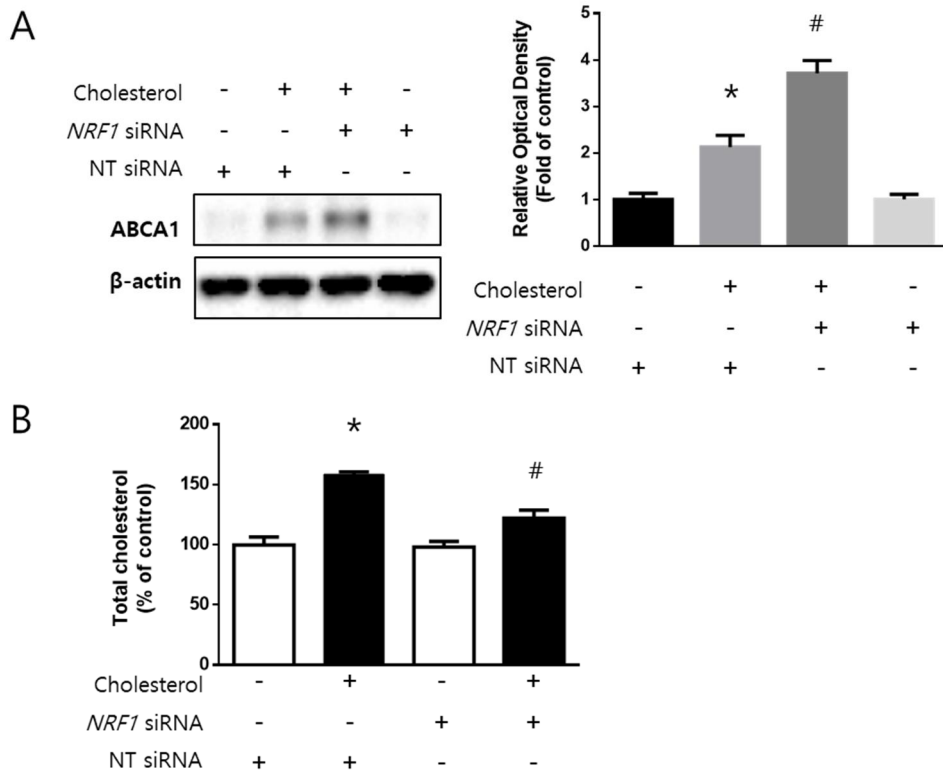 A
Cholesterol - + + -
NRF1 siRNA - - + +
NT siRNA + + - -
ABCA1
β-actin
Relative Optical Density
(Fold of control)
5
4
3
2
1
0
*
#
Cholesterol - + + -
NRF1 siRNA - - + +
NT siRNA + + - -
B
Total cholesterol
(% of control)
200
150
100
50
0
*
#
Cholesterol - + - +
NRF1 siRNA - - + +
NT siRNA + + - -